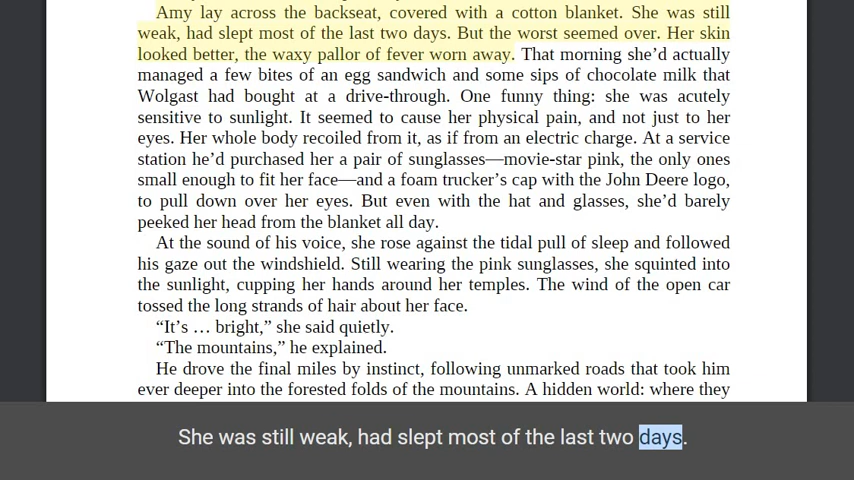 Amy lay across the backseat, covered with a cotton blanket. She was still
weak, had slept most of the last two days. But the worst seemed over. Her skin
looked better, the waxy pallor of fever worn away. That morning she’d actually
managed a few bites of an egg sandwich and some sips of chocolate milk that
Wolgast had bought at a drive-through. One funny thing: she was acutely
sensitive to sunlight. It seemed to cause her physical pain, and not just to her
eyes. Her whole body recoiled from it, as if from an electric charge. At a service
station he’d purchased her a pair of sunglasses—movie-star pink, the only ones
small enough to fit her face—and a foam trucker’s cap with the John Deere logo,
to pull down over her eyes. But even with the hat and glasses, she’d barely
peeked her head from the blanket all day.
At the sound of his voice, she rose against the tidal pull of sleep and followed
his gaze out the windshield. Still wearing the pink sunglasses, she squinted into
the sunlight, cupping her hands around her temples. The wind of the open car
tossed the long strands of hair about her face.
“It’s … bright,” she said quietly.
“The mountains,” he explained.
He drove the final miles by instinct, following unmarked roads that took him
ever deeper into the forested folds of the mountains. A hidden world: where they
She was still weak, had slept most of the last two days.